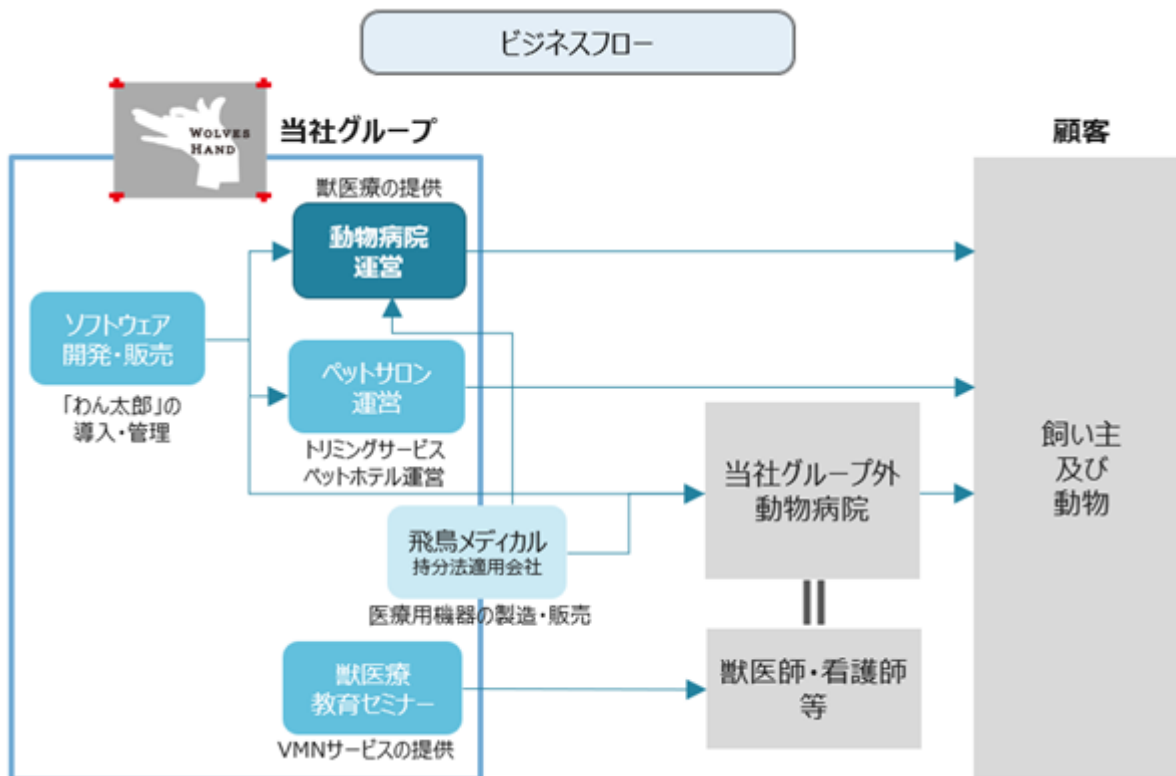 ビジネスフロー
WOLVES
HAND
当社グループ
顧客
獣医療の提供
動物病院
運営
ソフトウェア
開発・販売
「わん太郎」の
導入・管理
ペットサロン
運営
トリミングサービス
ペットホテル運営
当社グループ外
動物病院
飼い主
及び
動物
飛鳥メディカル
持分法適用会社
医療用機器の製造・販売
獣医療
教育セミナー
VMNサービスの提供
獣医師・看護師
等